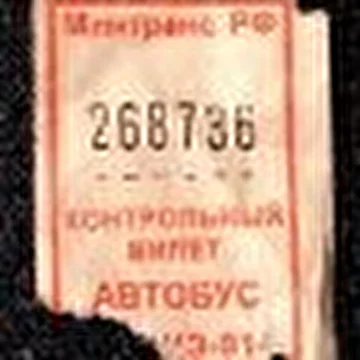 Минтранс РФ
268736
КОНТРОЛЬНЫЙ
БИЛЕТ
АВТОБУС